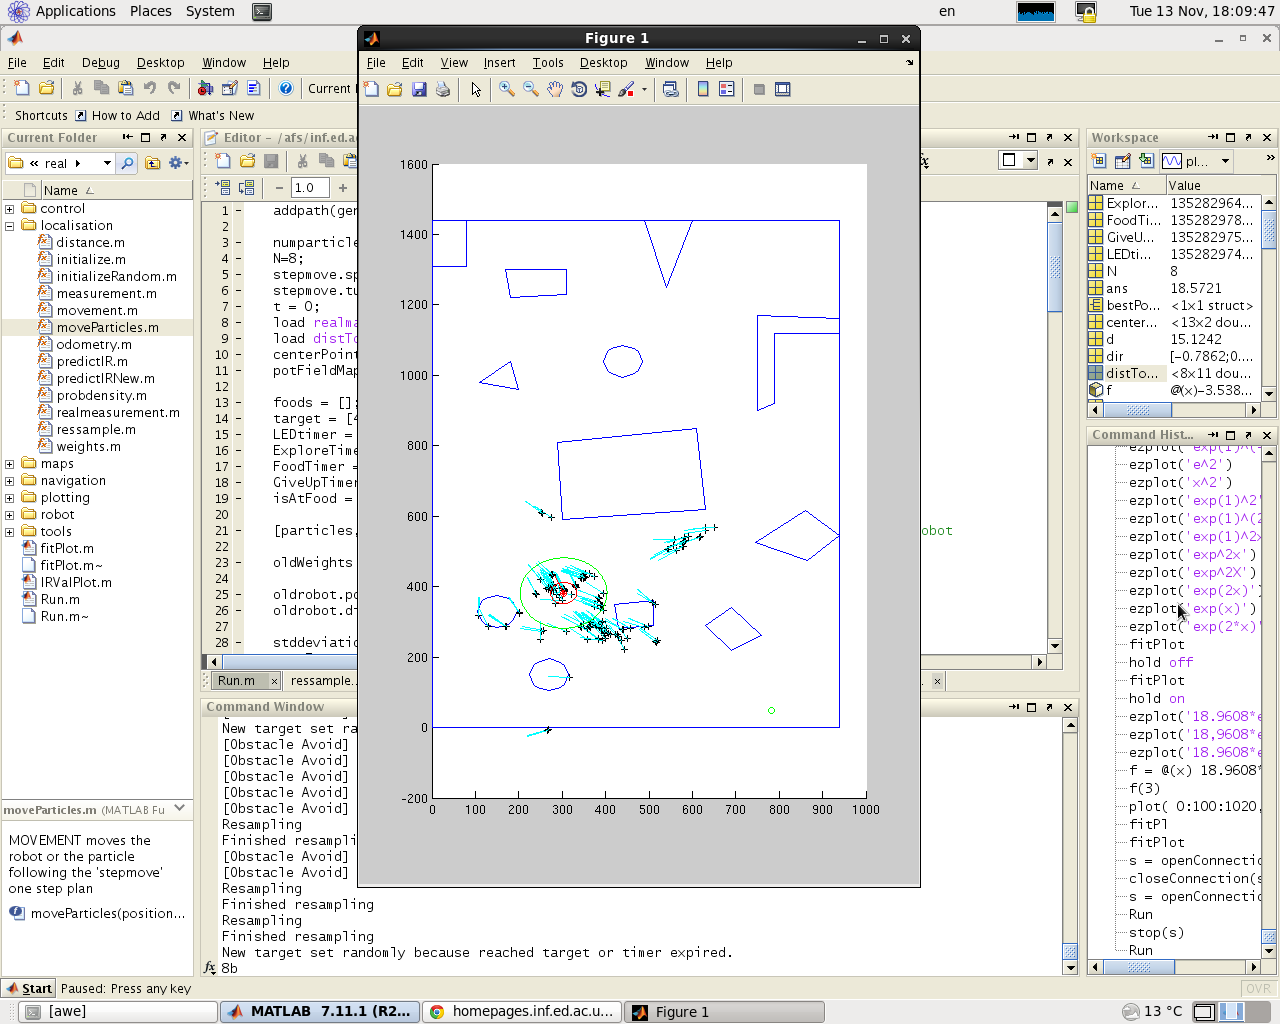 Applications Places System
en
Tue 13 Nov, 18:09:47
Figure 1
File Edit Debug Desktop Window Help
File Edit View Insert Tools Desktop Window Help
Current
Shortcuts How to Add What's New
Current Folder
Editor - /afs/inf.ed.a
Workspace
« real
pl...
Name
1.0
+
Name Value
control
localisation
distance.m
initialize.m
initializeRandom.m
measurement.m
movement.m
moveParticles.m
odometry.m
predictIR.m
predictIRNew.m
probdensity.m
realmeasurement.m
ressample.m
weights.m
maps
navigation
plotting
robot
tools
fitPlot.m
fitPlot.m~
IRValPlot.m
Run.m
Run.m~
1 addpath(ge
2
3 numparticle
4 N=8;
5 stepmove.s
6 stepmove.tu
7 t = 0;
8 load realm
9 load distT
10 centerPoint
11 potFieldMa
12
13 foods = [];
14 target = [4
15 LEDtimer =
16 ExploreTime
17 FoodTimer =
18 GiveUpTimer
19 isAtFood =
20
21 [particles, obot
22
23 oldWeights
24
25 oldrobot.po
26 oldrobot.d
27
28 stddeviatio
1600
1400
1200
1000
800
600
400
200
0
-200
0 100 200 300 400 500 600 700 800 900 1000
Explor... 135282964...
FoodTi... 135282978...
GiveU... 135282975...
LEDti... 135282974...
N 8
ans 18.5721
bestPo... <1x1 struct>
center... <13x2 dou...
d 15.1242
dir [-0.7862;0....
distTo... <8x11 dou...
f @(x)-3.538...
Command Hist...
ezplot('exp(1)^(-
ezplot('e^2')
ezplot('x^2')
ezplot('exp(1)^2'
ezplot('exp(1)^(2
ezplot('exp(1)^2x
ezplot('exp^2x')
ezplot('exp^2X')
ezplot('exp(2x)'
ezplot('exp(x)')
ezplot('exp(2*x)'
fitPlot
hold off
fitPlot
hold on
ezplot('18.9608*e
ezplot('18,9608*e
ezplot('18.9608*e
f = @(x) 18.9608*
f(3)
plot( 0:100:1020,
fitPl
fitPlot
s = openConnectio
closeConnection(s
s = openConnectio
Run
stop(s)
Run
Run.m × ressample.... ×
Command Window
New target set ra
[Obstacle Avoid]
[Obstacle Avoid]
[Obstacle Avoid]
[Obstacle Avoid]
[Obstacle Avoid]
Resampling
Finished resampli
[Obstacle Avoid]
[Obstacle Avoid]
Resampling
Finished resampling
Resampling
Finished resampling
New target set randomly because reached target or timer expired.
fx 8b
moveParticles.m (MATLAB Fu
MOVEMENT moves the
robot or the particle
following the 'stepmove'
one step plan
moveParticles(position...
Start Paused: Press any key
OVR
[awe]
MATLAB 7.11.1 (R2...
homepages.inf.ed.ac.u...
Figure 1
13 °C